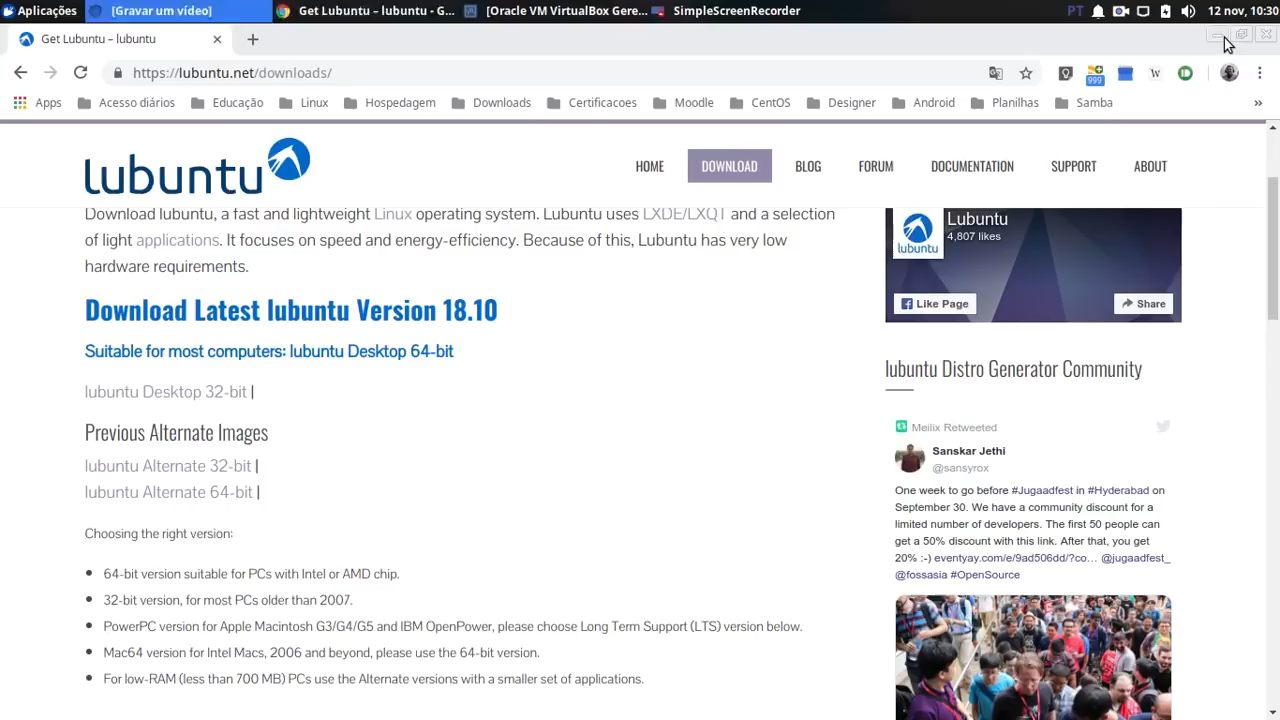 Aplicações
[Gravar um vídeo]
Get Lubuntu – lubuntu - G...
[Oracle VM VirtualBox Gere...
SimpleScreenRecorder
PT
12 nov, 10:30
Get Lubuntu – lubuntu
https://lubuntu.net/downloads/
999
W
Apps
Acesso diários
Educação
Linux
Hospedagem
Downloads
Certificacoes
Moodle
CentOS
Designer
Android
Planilhas
Samba
»
lubuntu
HOME
DOWNLOAD
BLOG
FORUM
DOCUMENTATION
SUPPORT
ABOUT
Download lubuntu, a fast and lightweight Linux operating system. Lubuntu uses LXDE/LXQT and a selection
of light applications. It focuses on speed and energy-efficiency. Because of this, Lubuntu has very low
hardware requirements.
Download Latest lubuntu Version 18.10
Suitable for most computers: lubuntu Desktop 64-bit
lubuntu Desktop 32-bit |
Previous Alternate Images
lubuntu Alternate 32-bit |
lubuntu Alternate 64-bit |
Choosing the right version:
64-bit version suitable for PCs with Intel or AMD chip.
32-bit version, for most PCs older than 2007.
PowerPC version for Apple Macintosh G3/G4/G5 and IBM OpenPower, please choose Long Term Support (LTS) version below.
Mac64 version for Intel Macs, 2006 and beyond, please use the 64-bit version.
For low-RAM (less than 700 MB) PCs use the Alternate versions with a smaller set of applications.
lubuntu
Lubuntu
4,807 likes
Like Page
Share
lubuntu Distro Generator Community
Meilix Retweeted
Sanskar Jethi
@sansyrox
One week to go before #Jugaadfest in #Hyderabad on
September 30. We have a community discount for a
limited number of developers. The first 50 people can
get a 50% discount with this link. After that, you get
20% :-) eventyay.com/e/9ad506dd/?co… @jugaadfest_
@fossasia #OpenSource